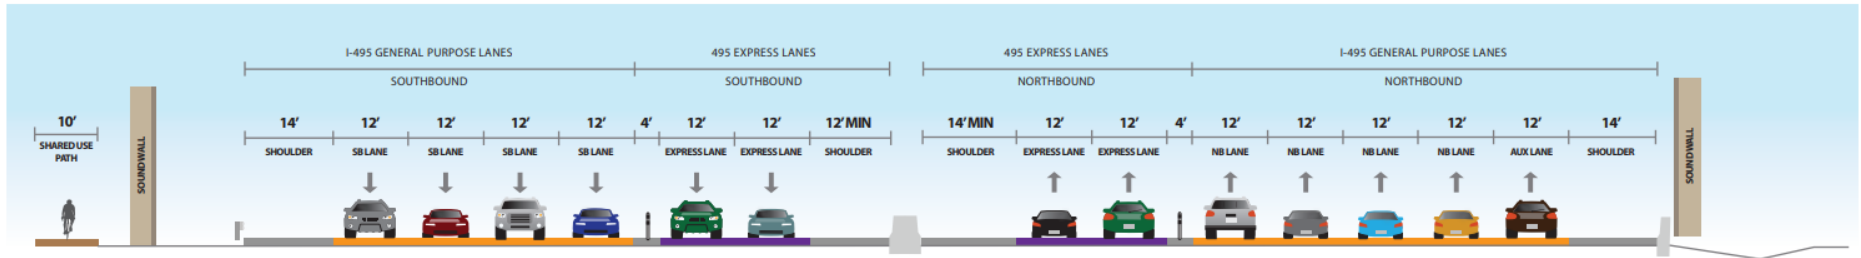 I-495 GENERAL PURPOSE LANES
495 EXPRESS LANES
495 EXPRESS LANES
I-495 GENERAL PURPOSE LANES
SOUTHBOUND
SOUTHBOUND
NORTHBOUND
NORTHBOUND
10'
14'
12'
12'
12'
12'
4'
12'
12'
12' MIN
14' MIN
12'
12'
4'
12'
12'
12'
12'
12'
14'
SHARED USE
PATH
SOUNDWALL
SHOULDER
SB LANE
SB LANE
SB LANE
SB LANE
EXPRESS LANE
EXPRESS LANE
SHOULDER
SHOULDER
EXPRESS LANE
EXPRESS LANE
NB LANE
NB LANE
NB LANE
NB LANE
AUX LANE
SHOULDER
SOUNDWALL